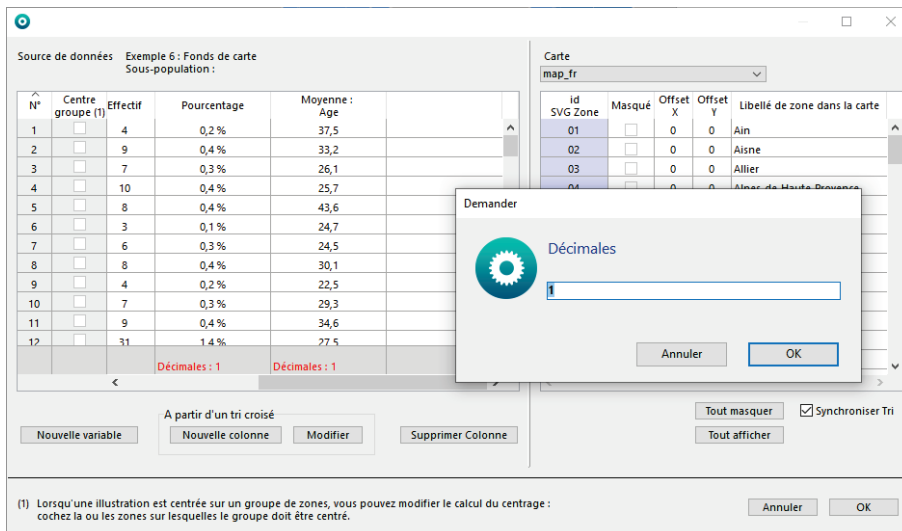 Source de données Exemple 6 : Fonds de carte
Sous-population :
Carte
map_fr
N° Centre groupe (1) Effectif Pourcentage Moyenne : Age
1 4 0,2 % 37,5
2 9 0,4 % 33,2
3 7 0,3 % 26,1
4 10 0,4 % 25,7
5 8 0,4 % 43,6
6 3 0,1 % 24,7
7 6 0,3 % 24,5
8 8 0,4 % 30,1
9 4 0,2 % 22,5
10 7 0,3 % 29,3
11 9 0,4 % 34,6
12 31 1,4 % 27,5
Décimales : 1 Décimales : 1
id SVG Zone Masqué Offset X Offset Y Libellé de zone dans la carte
01 0 0 Ain
02 0 0 Aisne
03 0 0 Allier
04 0 0 Alpes-de-Haute-Provence
Demander
Décimales
1
Annuler OK
A partir d'un tri croisé
Nouvelle variable Nouvelle colonne Modifier Supprimer Colonne
Tout masquer Synchroniser Tri
Tout afficher
(1) Lorsqu'une illustration est centrée sur un groupe de zones, vous pouvez modifier le calcul du centrage :
cochez la ou les zones sur lesquelles le groupe doit être centré.
Annuler OK